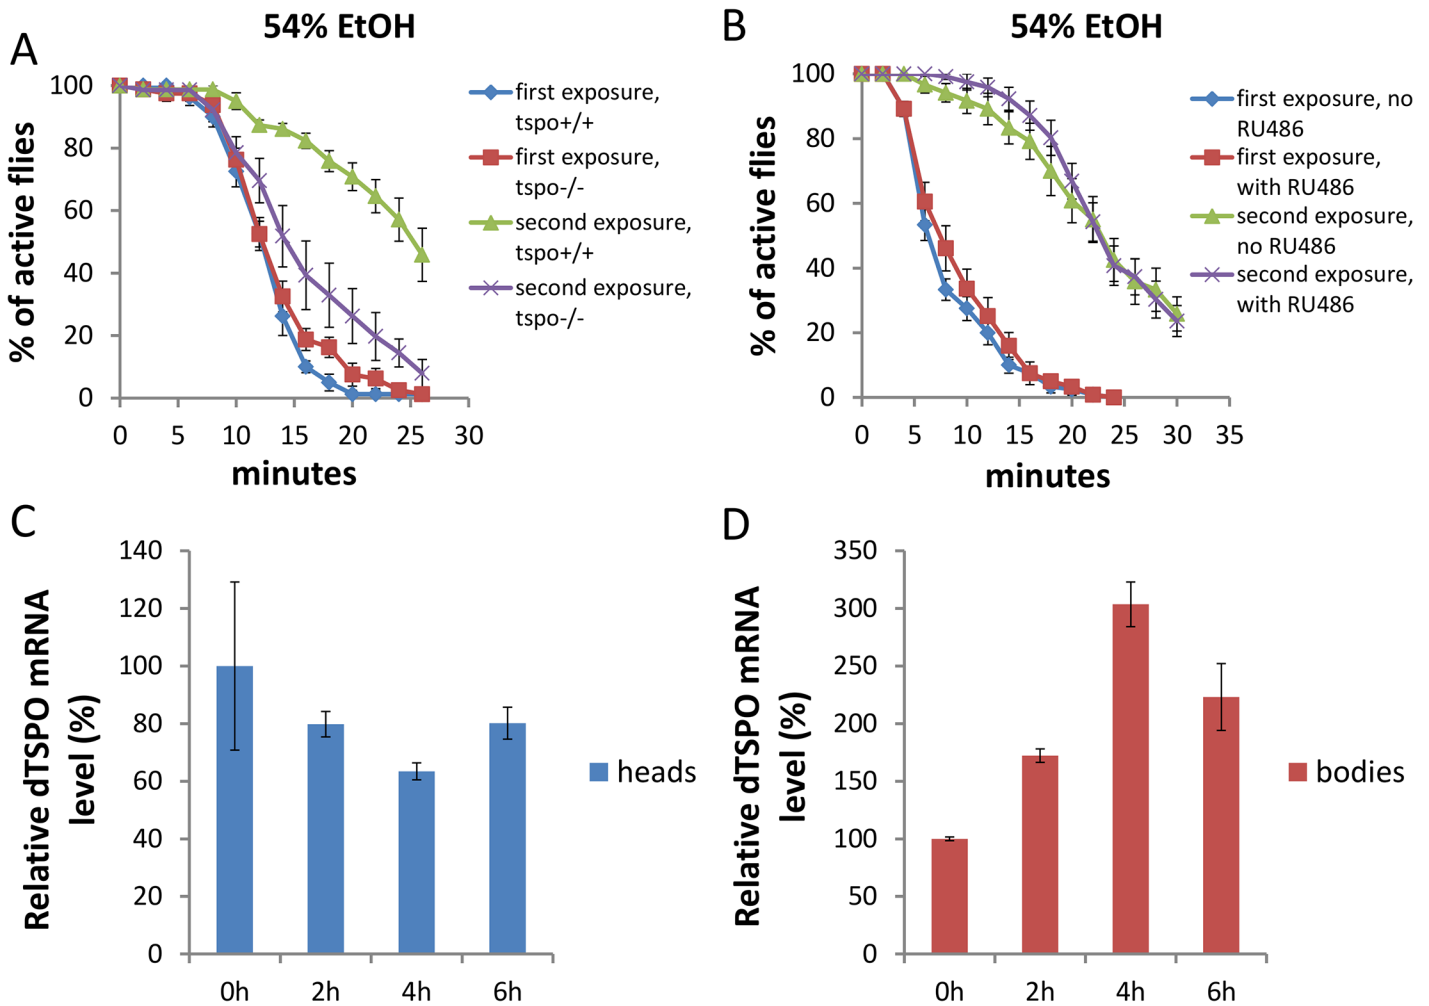 A
54% EtOH
100
80
60
40
20
0
% of active flies
0 5 10 15 20 25 30
minutes
first exposure,
tspo+/+
first exposure,
tspo-/-
second exposure,
tspo+/+
second exposure,
tspo-/-
B
54% EtOH
100
80
60
40
20
0
% of active flies
0 5 10 15 20 25 30 35
minutes
first exposure, no
RU486
first exposure,
with RU486
second exposure,
no RU486
second exposure,
with RU486
C
140
120
100
80
60
40
20
0
Relative dTSPO mRNA
level (%)
0h 2h 4h 6h
heads
D
350
300
250
200
150
100
50
0
Relative dTSPO mRNA
level (%)
0h 2h 4h 6h
bodies